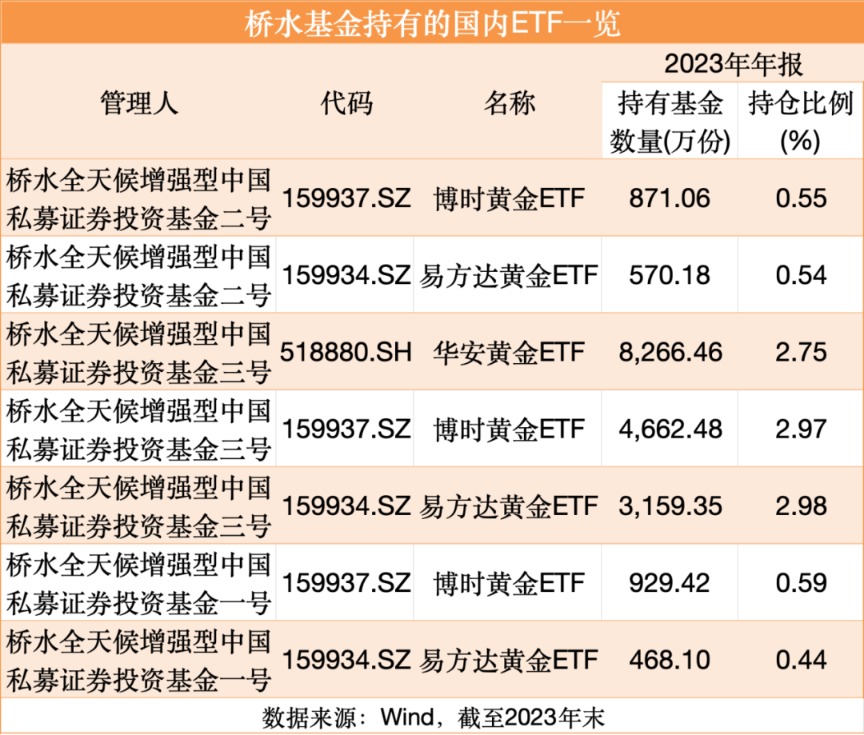 桥水基金持有的国内ETF一览
2023年年报
管理人 代码 名称 持有基金 持仓比例
数量(万份) (%)
桥水全天候增强型中国
私募证券投资基金二号 159937.SZ 博时黄金ETF 871.06 0.55
桥水全天候增强型中国
私募证券投资基金二号 159934.SZ 易方达黄金ETF 570.18 0.54
桥水全天候增强型中国
私募证券投资基金三号 518880.SH 华安黄金ETF 8,266.46 2.75
桥水全天候增强型中国
私募证券投资基金三号 159937.SZ 博时黄金ETF 4,662.48 2.97
桥水全天候增强型中国
私募证券投资基金三号 159934.SZ 易方达黄金ETF 3,159.35 2.98
桥水全天候增强型中国
私募证券投资基金一号 159937.SZ 博时黄金ETF 929.42 0.59
桥水全天候增强型中国
私募证券投资基金一号 159934.SZ 易方达黄金ETF 468.10 0.44
数据来源：Wind，截至2023年末